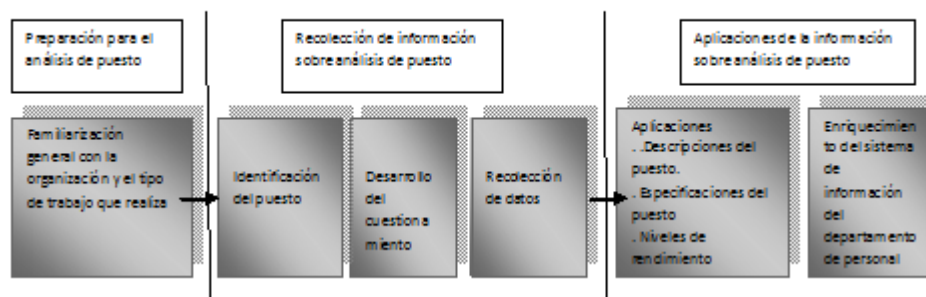 Preparación para el
análisis de puesto
Recolección de información
sobre análisis de puesto
Aplicaciones de la información
sobre análisis de puesto
Familiarización
general con la
organización y el tipo
de trabajo que realiza
Identificación
del puesto
Desarrollo
del
cuestiona
miento
Recolección
de datos
Aplicaciones
. .Descripciones del
puesto.
. Especificaciones del
puesto
. Niveles de
rendimiento
Enriquecimien
to del sistema
de
información
del
departamento
de personal